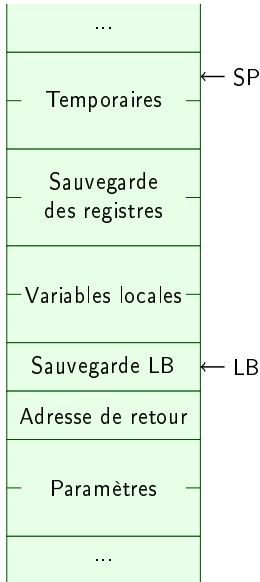 ...
← SP
Temporaires
Sauvegarde
des registres
Variables locales
Sauvegarde LB
← LB
Adresse de retour
Paramètres
...